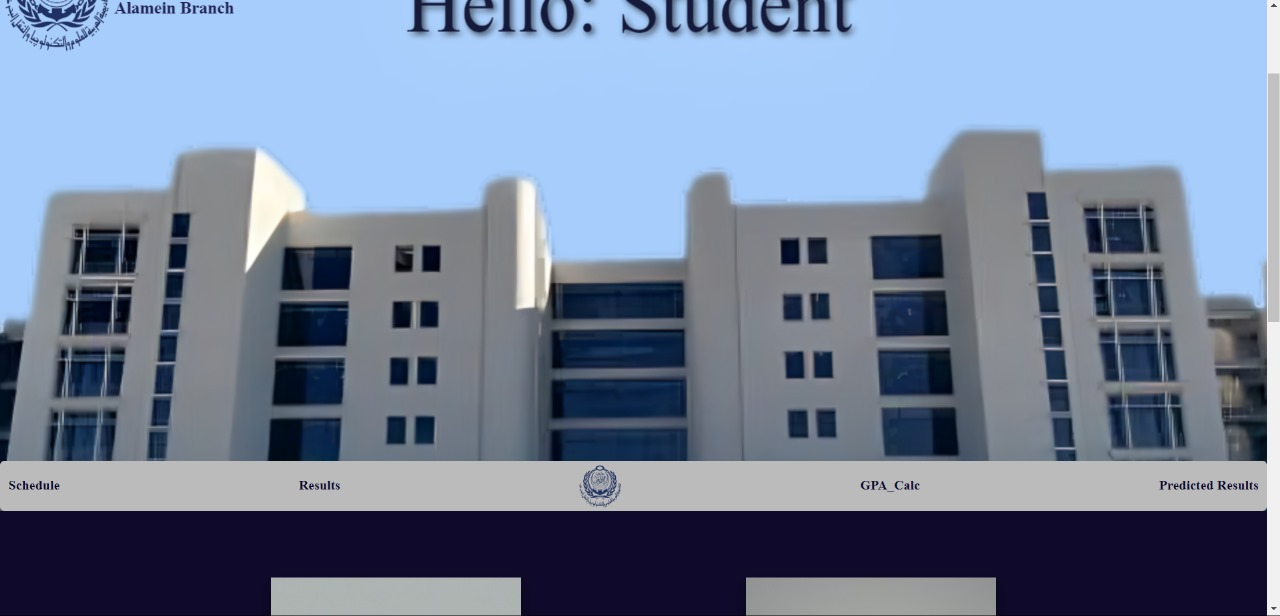 Alamein Branch
Hello: Student
Schedule
Results
GPA_Calc
Predicted Results